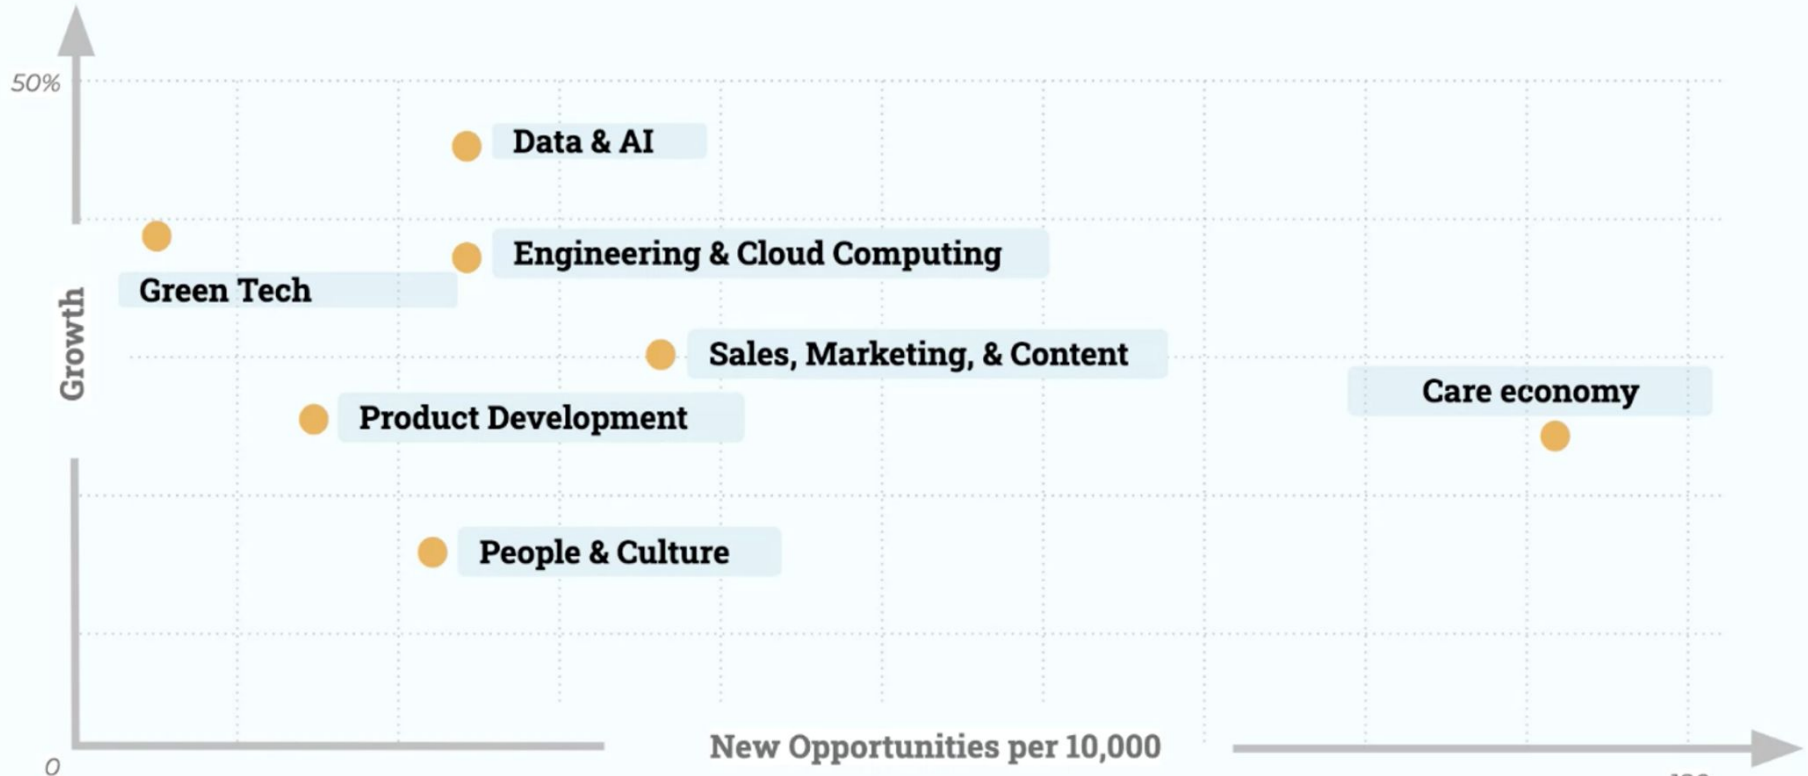 50%
Data & AI
Engineering & Cloud Computing
Green Tech
Growth
Sales, Marketing, & Content
Care economy
Product Development
People & Culture
New Opportunities per 10,000
0